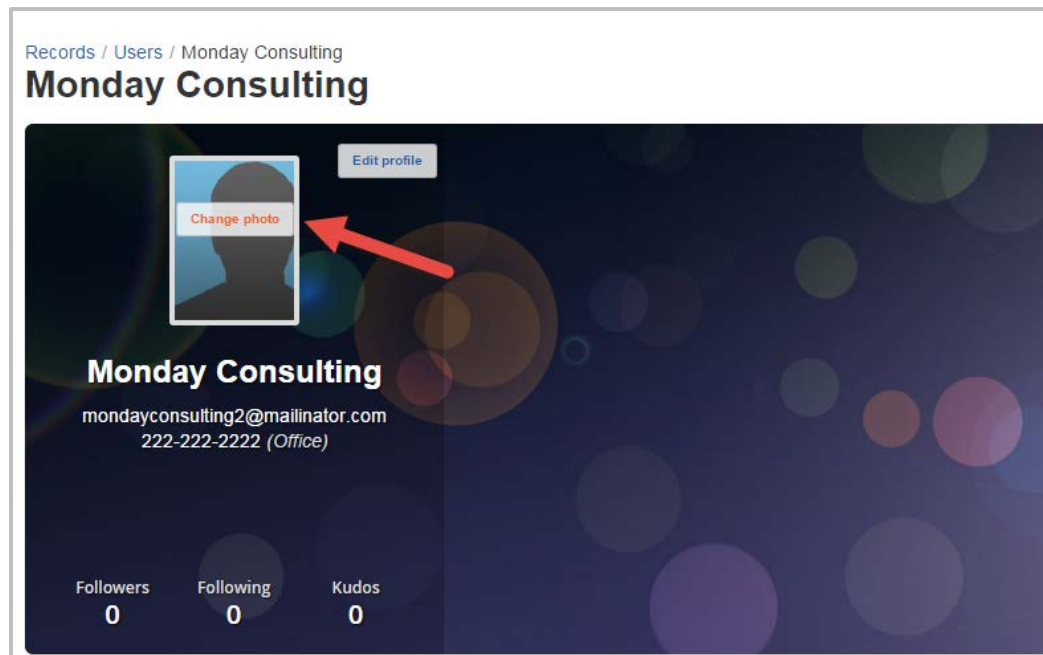 Records / Users / Monday Consulting
Monday Consulting
Edit profile
Change photo
Monday Consulting
mondayconsulting2@mailinator.com
222-222-2222 (Office)
Followers Following Kudos
0 0 0